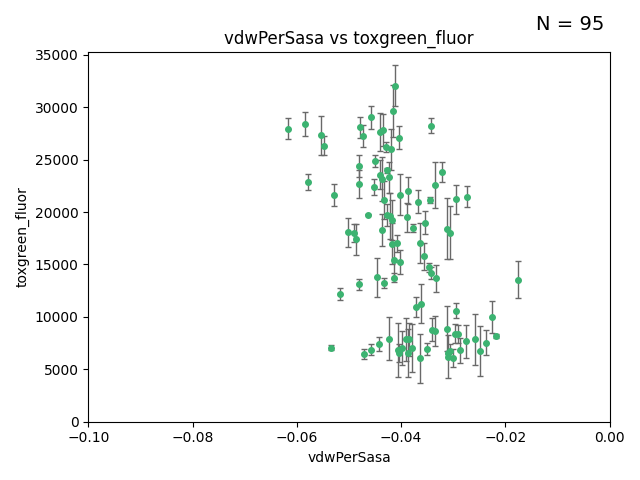 N = 95
vdwPerSasa vs toxgreen_fluor
35000
30000
25000
20000
15000
10000
5000
0
toxgreen_fluor
−0.10 −0.08 −0.06 −0.04 −0.02 0.00
vdwPerSasa